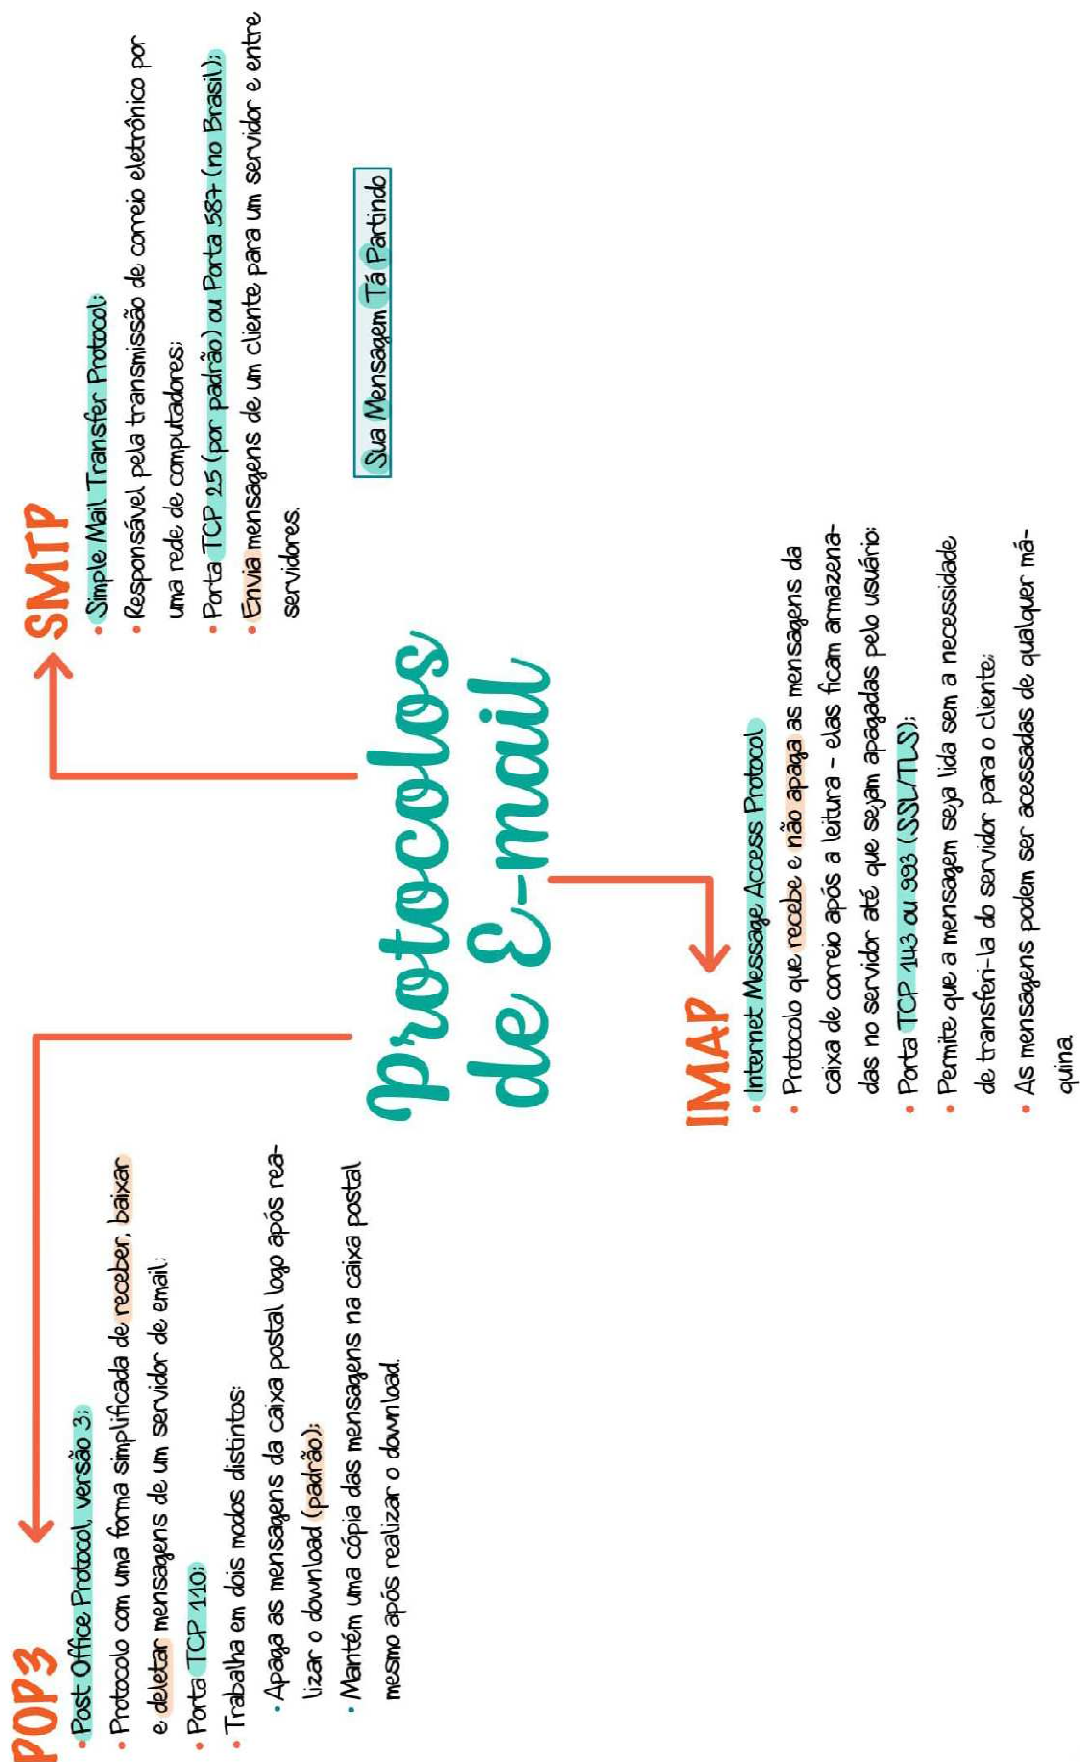 POP3
• Post Office Protocol, versão 3;
• Protocolo com uma forma simplificada de receber, baixar
e deletar mensagens de um servidor de email;
• Porta TCP 110;
• Trabalha em dois modos distintos:
• Apaga as mensagens da caixa postal logo após rea-
lizar o download (padrão);
• Mantém uma cópia das mensagens na caixa postal
mesmo após realizar o download.
Protocolos
de E-mail
SMTP
• Simple Mail Transfer Protocol;
• Responsável pela transmissão de correio eletrônico por
uma rede de computadores;
• Porta TCP 25 (por padrão) ou Porta 587 (no Brasil);
• Envia mensagens de um cliente para um servidor e entre
servidores.
Sua Mensagem Tá Partindo
IMAP
• Internet Message Access Protocol
• Protocolo que recebe e não apaga as mensagens da
caixa de correio após a leitura - elas ficam armazena-
das no servidor até que sejam apagadas pelo usuário;
• Porta TCP 143 ou 993 (SSL/TLS);
• Permite que a mensagem seja lida sem a necessidade
de transferi-la do servidor para o cliente;
• As mensagens podem ser acessadas de qualquer má-
quina.